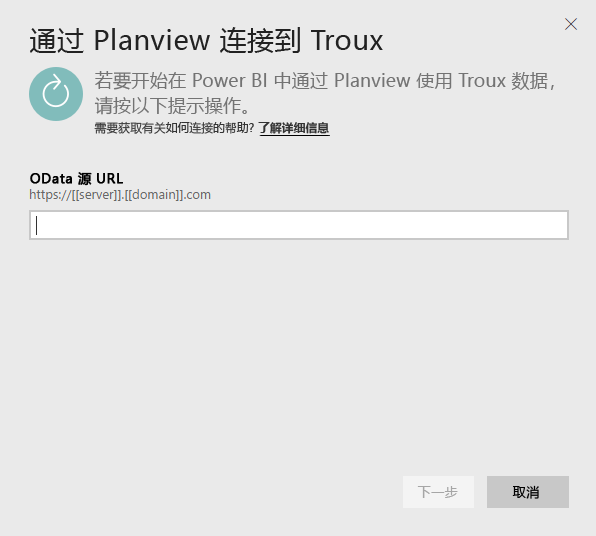 通过 Planview 连接到 Troux
若要开始在 Power BI 中通过 Planview 使用 Troux 数据，
请按以下提示操作。
需要获取有关如何连接的帮助? 了解详细信息
OData 源 URL
https://[[server]].[[domain]].com
下一步
取消